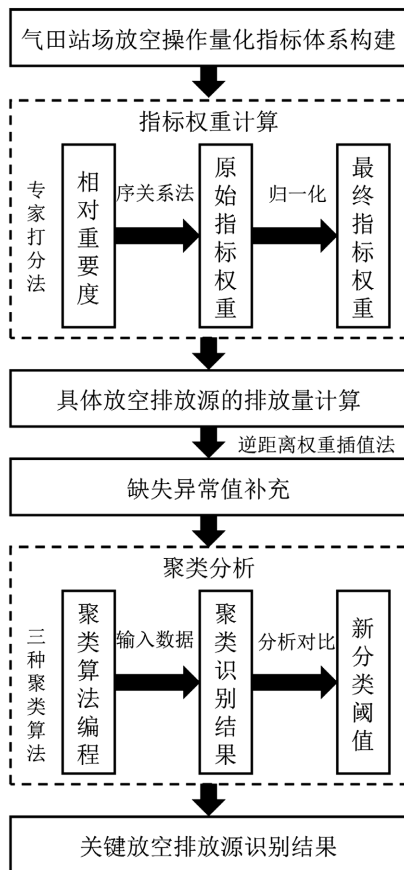 气田站场放空操作量化指标体系构建
指标权重计算
专家打分法
相对重要度
序关系法
原始指标权重
归一化
最终指标权重
具体放空排放源的排放量计算
逆距离权重插值法
缺失异常值补充
聚类分析
三种聚类算法
聚类算法编程
输入数据
聚类识别结果
分析对比
新分类阈值
关键放空排放源识别结果